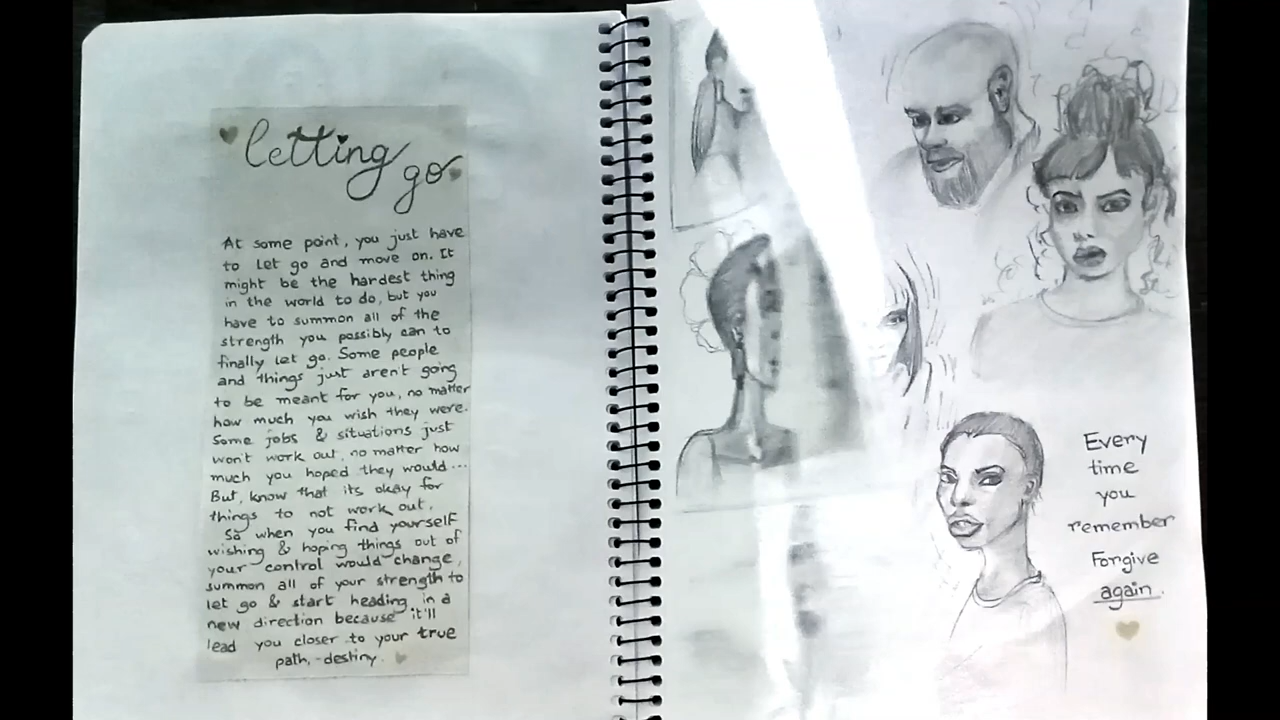 letting
go
At some point, you just have
to let go and move on. It
might be the hardest thing
in the world to do, but you
have to summon all of the
strength you possibly can to
finally let go. Some people
and things just aren't going
to be meant for you, no matter
how much you wish they were.
Some jobs & situations just
won't work out, no matter how
much you hoped they would...
But, know that its okay for
things to not work out.
So when you find yourself
wishing & hoping things out of
your control would change,
summon all of your strength to
let go & start heading in a
new direction because it'll
lead you closer to your true
path, -destiny.
Every
time
you
remember
Forgive
again.